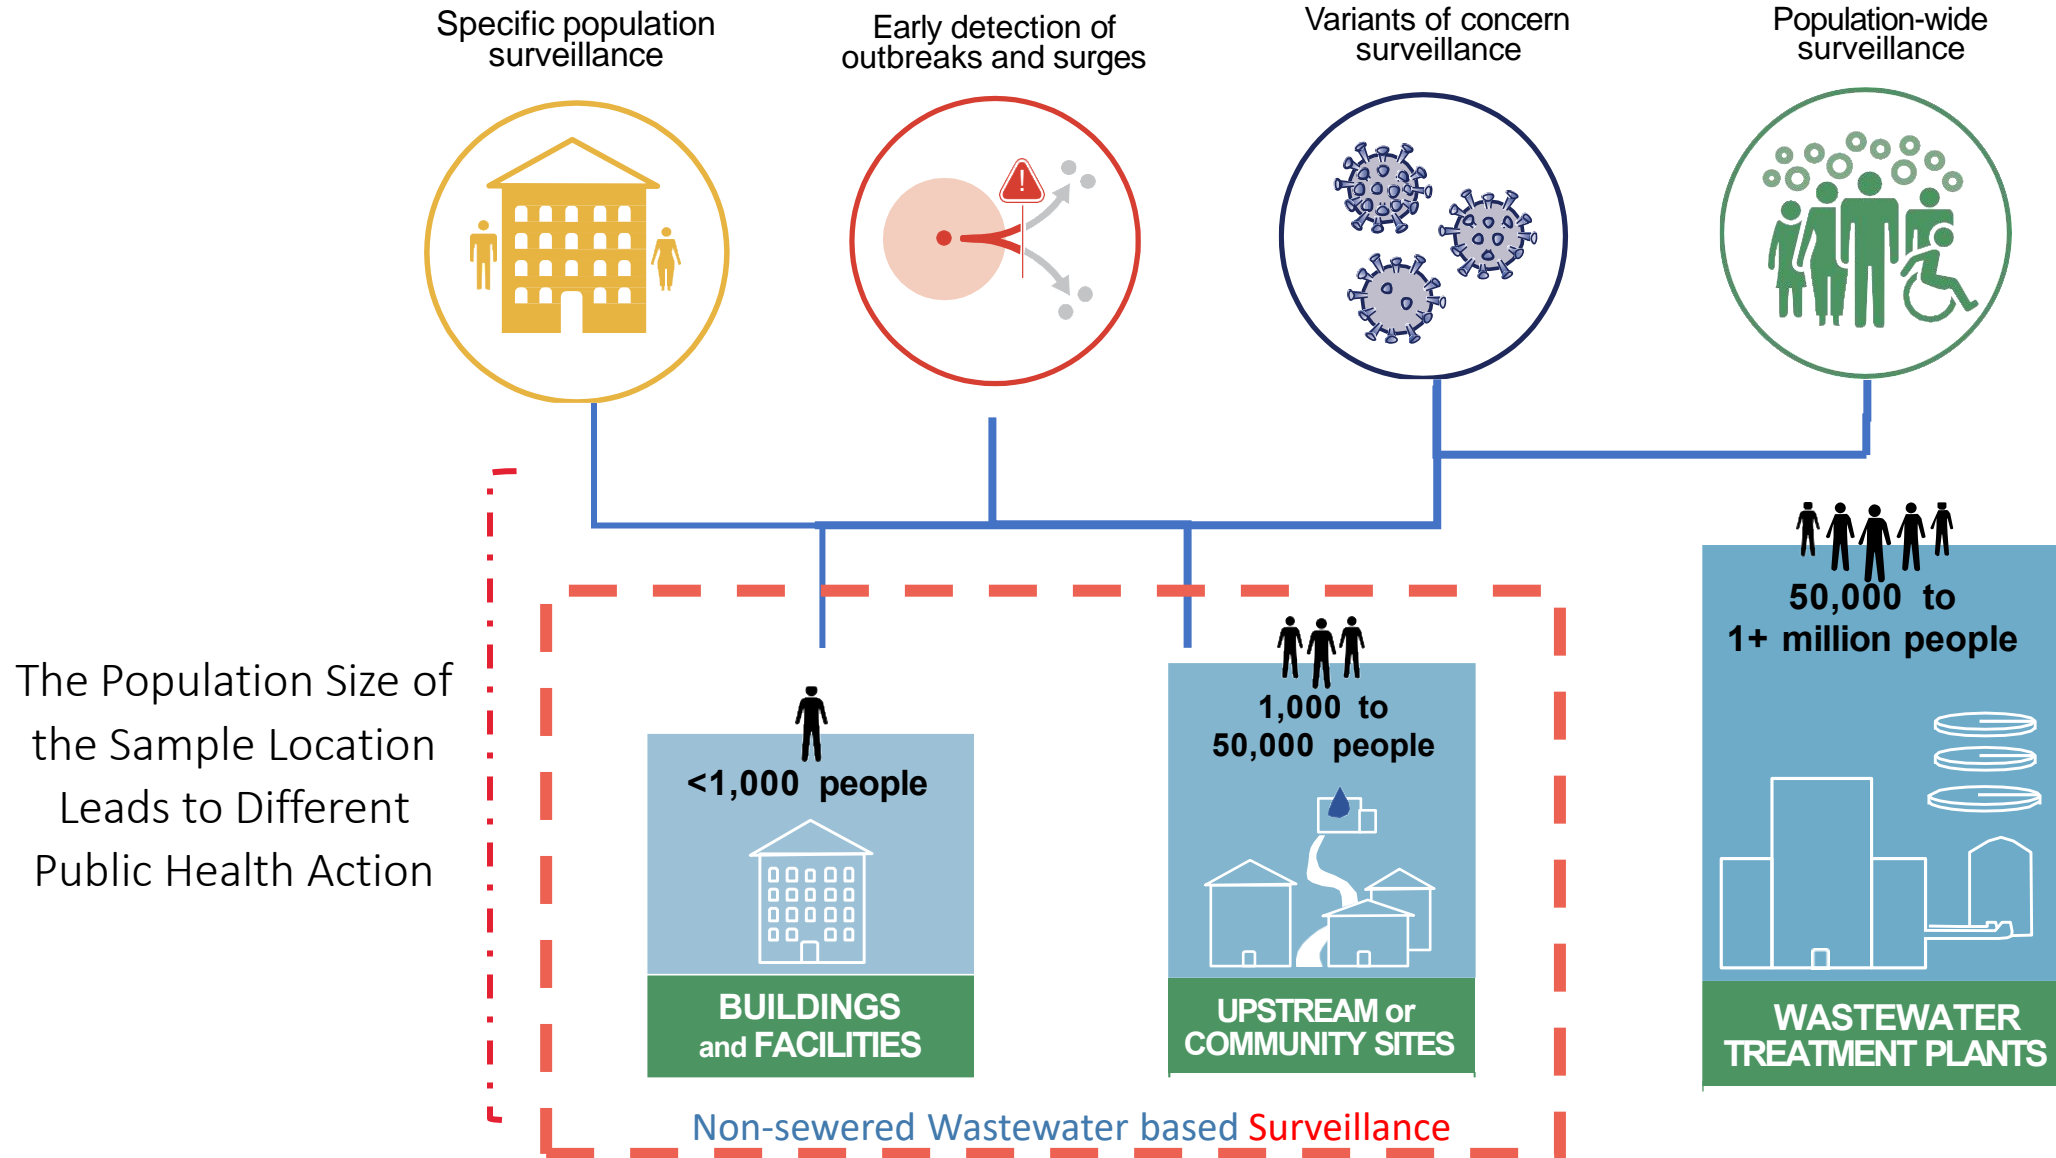 Specific population
surveillance
Early detection of
outbreaks and surges
Variants of concern
surveillance
Population-wide
surveillance
!
The Population Size of
the Sample Location
Leads to Different
Public Health Action
<1,000 people
BUILDINGS
and FACILITIES
1,000 to
50,000 people
UPSTREAM or
COMMUNITY SITES
50,000 to
1+ million people
WASTEWATER
TREATMENT PLANTS
Non-sewered Wastewater based Surveillance